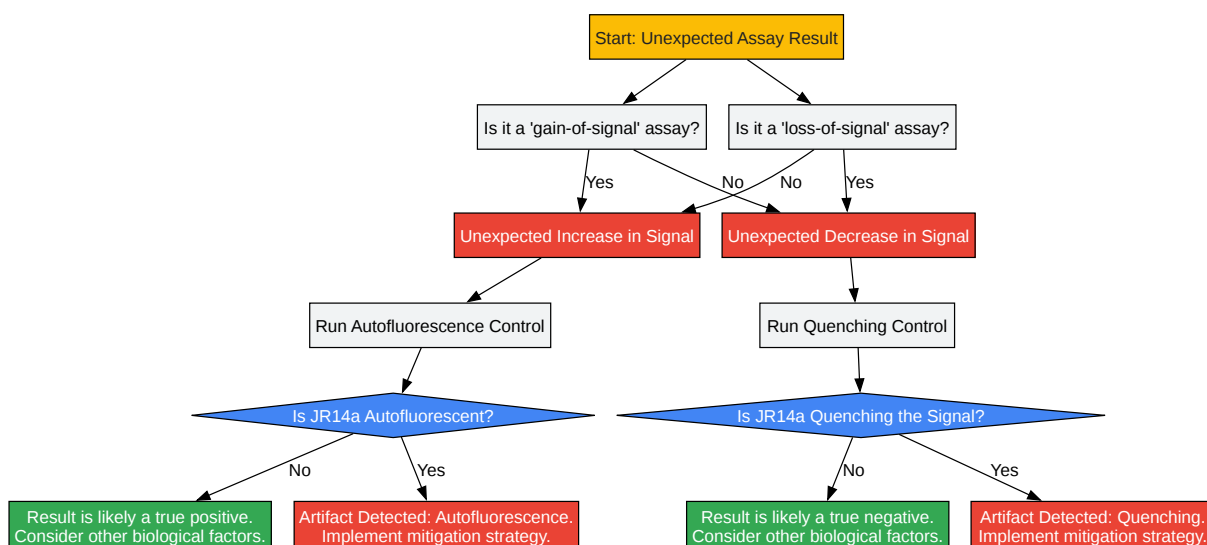 Start: Unexpected Assay Result
Is it a 'gain-of-signal' assay?
Is it a 'loss-of-signal' assay?
Yes
No
No
Yes
Unexpected Increase in Signal
Unexpected Decrease in Signal
Run Autofluorescence Control
Run Quenching Control
Is JR14a Autofluorescent?
Is JR14a Quenching the Signal?
No
Yes
No
Yes
Result is likely a true positive.
Consider other biological factors.
Artifact Detected: Autofluorescence.
Implement mitigation strategy.
Result is likely a true negative.
Consider other biological factors.
Artifact Detected: Quenching.
Implement mitigation strategy.